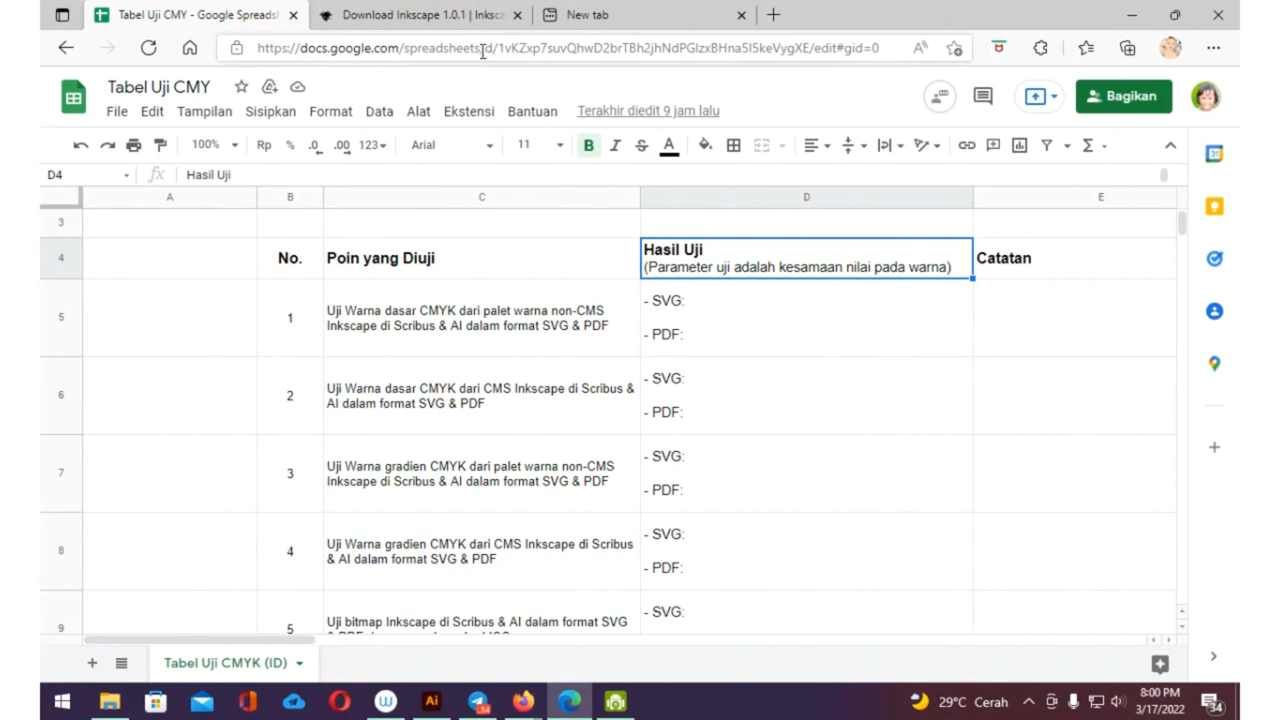 Tabel Uji CMY - Google Spreadsh
Download Inkscape 1.0.1 | Inksca
New tab
https://docs.google.com/spreadsheets/d/1vKZxp7suvQhwD2brTBh2jhNdPGlzxBHna5I5keVygXE/edit#gid=0
Tabel Uji CMY
File Edit Tampilan Sisipkan Format Data Alat Ekstensi Bantuan Terakhir diedit 9 jam lalu
Bagikan
100% Rp % .0 .00 123 Arial 11 B I S A
D4 fx Hasil Uji
A B C D E
3
4 No. Poin yang Diuji Hasil Uji Catatan
(Parameter uji adalah kesamaan nilai pada warna)
5 1 Uji Warna dasar CMYK dari palet warna non-CMS
Inkscape di Scribus & AI dalam format SVG & PDF
- SVG:
- PDF:
6 2 Uji Warna dasar CMYK dari CMS Inkscape di Scribus &
AI dalam format SVG & PDF
- SVG:
- PDF:
7 3 Uji Warna gradien CMYK dari palet warna non-CMS
Inkscape di Scribus & AI dalam format SVG & PDF
- SVG:
- PDF:
8 4 Uji Warna gradien CMYK dari CMS Inkscape di Scribus
& AI dalam format SVG & PDF
- SVG:
- PDF:
9 5 Uji bitmap Inkscape di Scribus & AI dalam format SVG
- SVG:
Tabel Uji CMYK (ID)
29°C Cerah
8:00 PM
3/17/2022
34